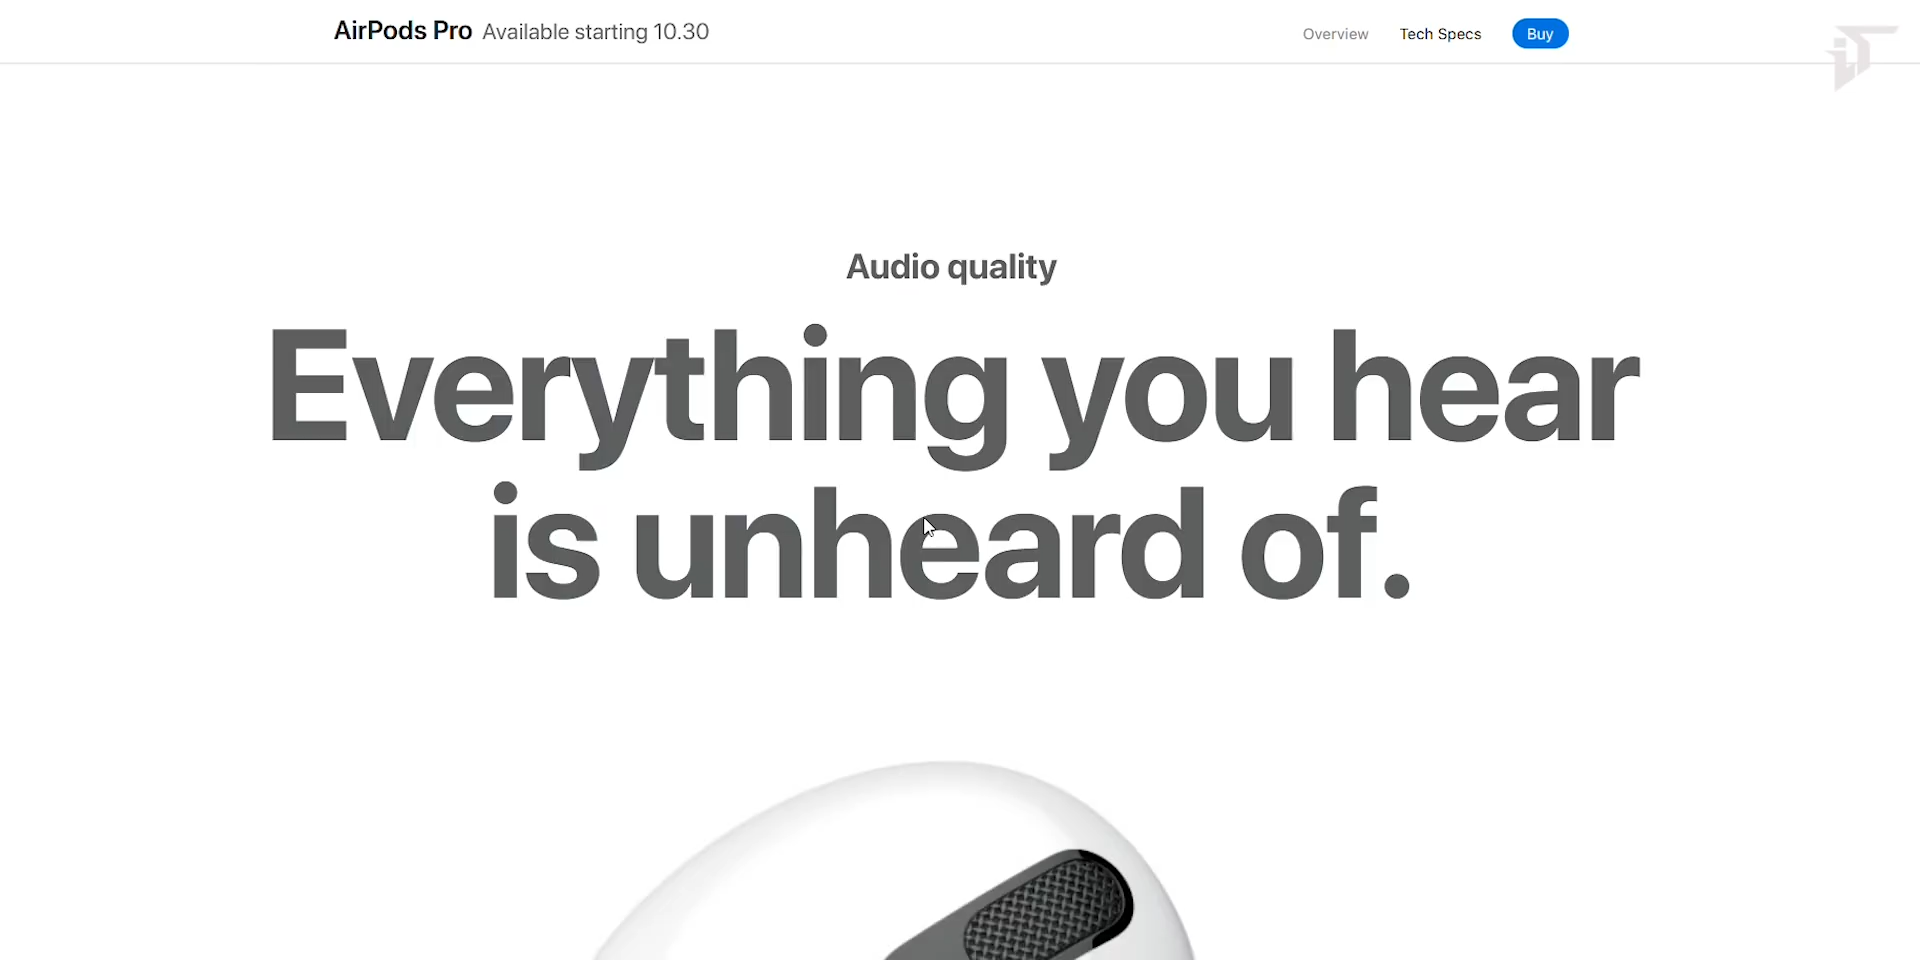 AirPods Pro Available starting 10.30
Overview Tech Specs Buy
Audio quality
Everything you hear
is unheard of.